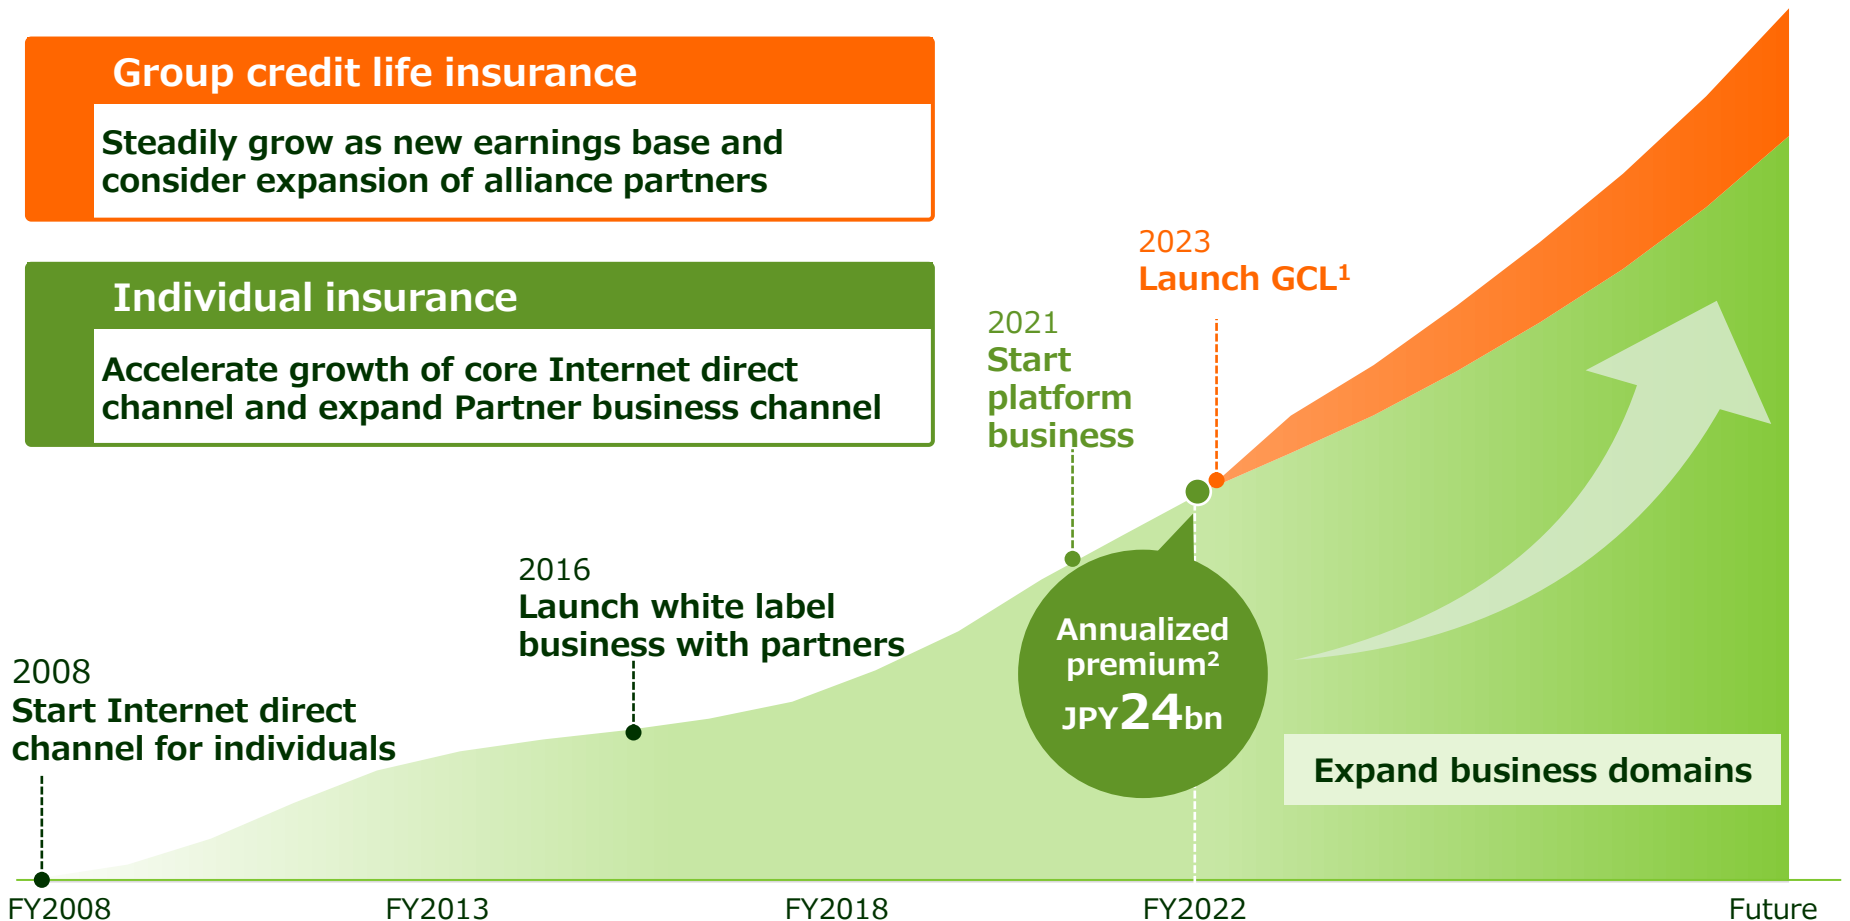 Group credit life insurance
Steadily grow as new earnings base and
consider expansion of alliance partners
Individual insurance
Accelerate growth of core Internet direct
channel and expand Partner business channel
2008
Start Internet direct
channel for individuals
2016
Launch white label
business with partners
2021
Start
platform
business
2023
Launch GCL¹
Annualized
premium²
JPY24bn
Expand business domains
FY2008
FY2013
FY2018
FY2022
Future